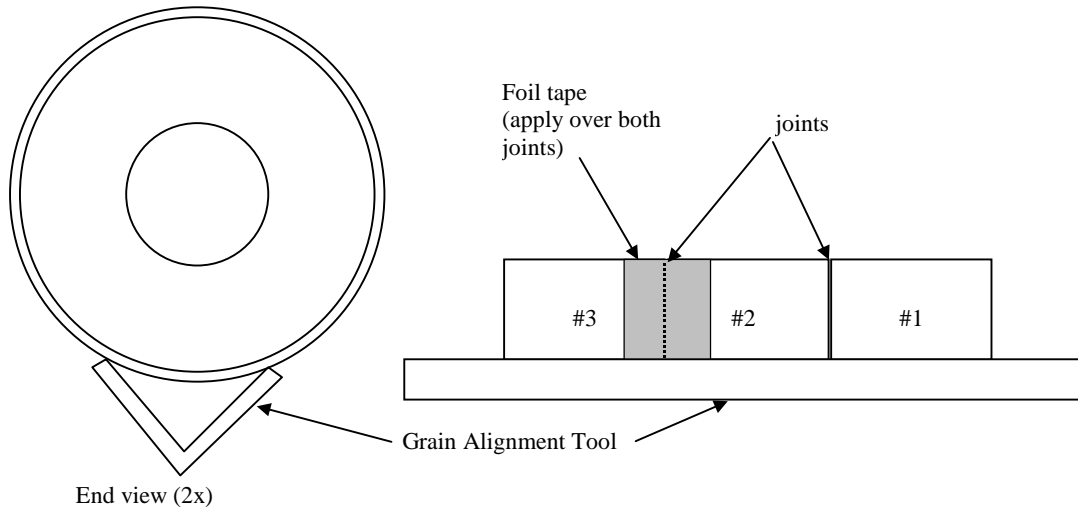 Foil tape
(apply over both
joints)
joints
#3
#2
#1
Grain Alignment Tool
End view (2x)